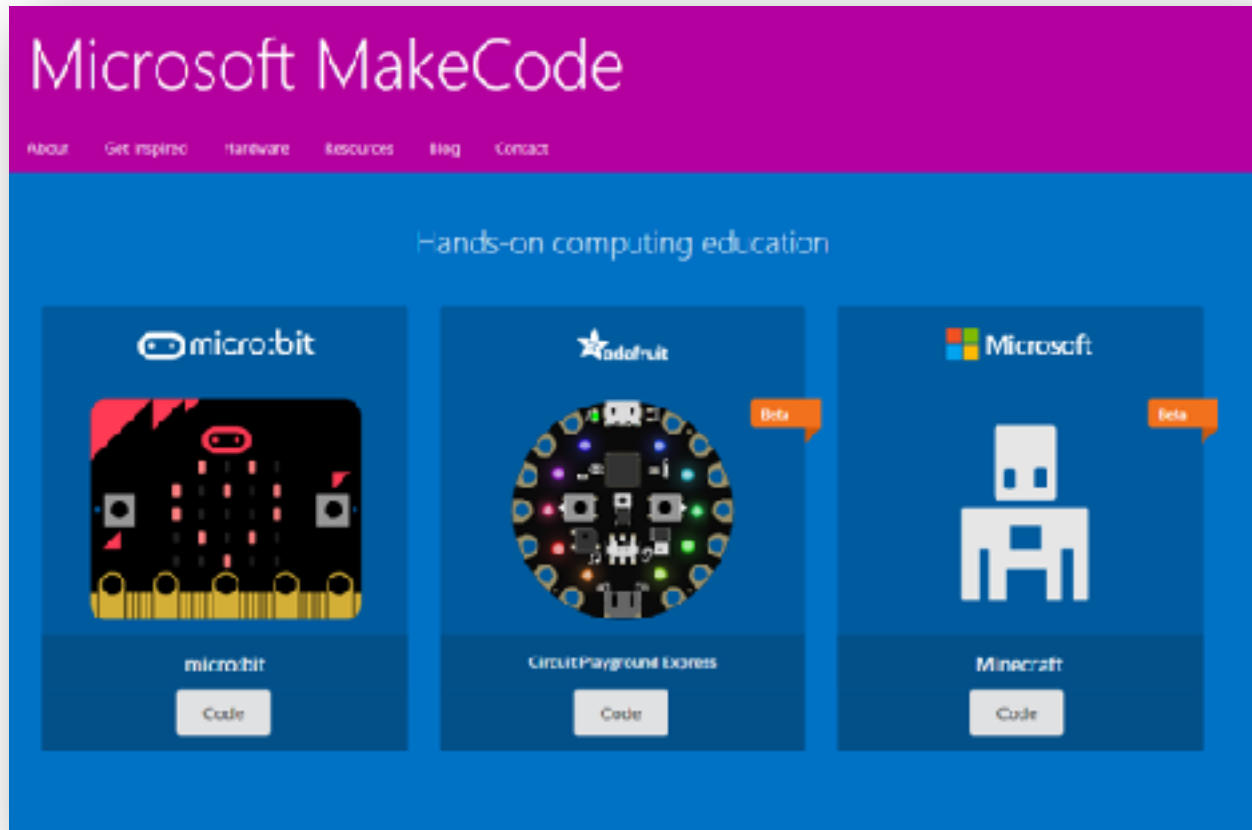 Microsoft MakeCode
About Get Inspired Hardware Resources Blog Contact
Hands-on computing education
micro:bit
adafruit
Microsoft
Beta
Beta
micro:bit
Circuit Playground Express
Minecraft
Code
Code
Code